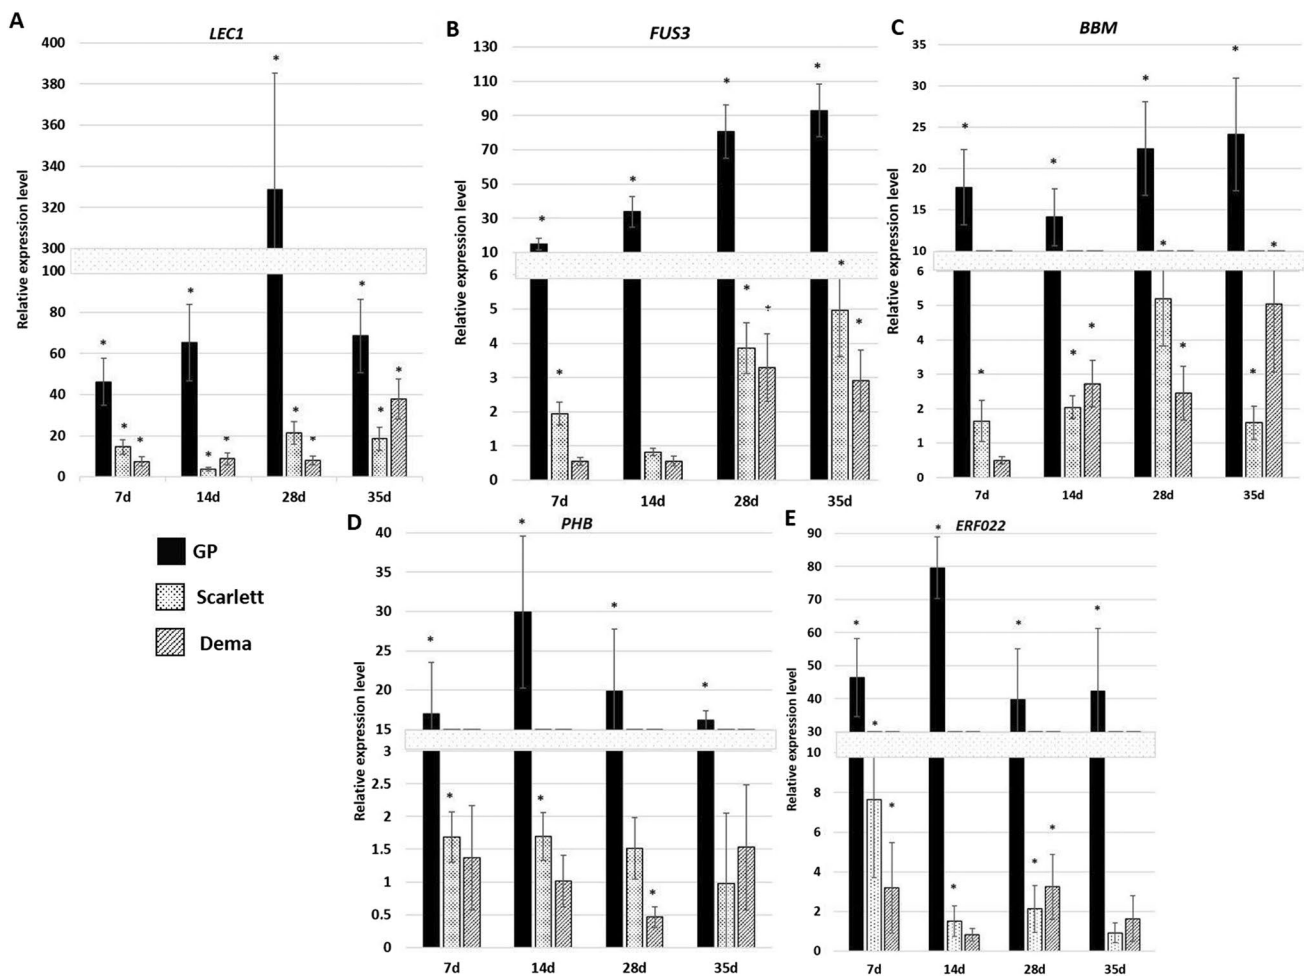 A
LEC1
Relative expression level
400
380
360
340
320
300
100
80
60
40
20
0
7d 14d 28d 35d
B
FUS3
Relative expression level
130
110
90
70
50
30
10
6
5
4
3
2
1
0
7d 14d 28d 35d
C
BBM
Relative expression level
35
30
25
20
15
10
6
5
4
3
2
1
0
7d 14d 28d 35d
GP
Scarlett
Dema
D
PHB
Relative expression level
40
35
30
25
20
15
3
2.5
2
1.5
1
0.5
0
7d 14d 28d 35d
E
ERF022
Relative expression level
90
80
70
60
50
40
30
10
8
6
4
2
0
7d 14d 28d 35d